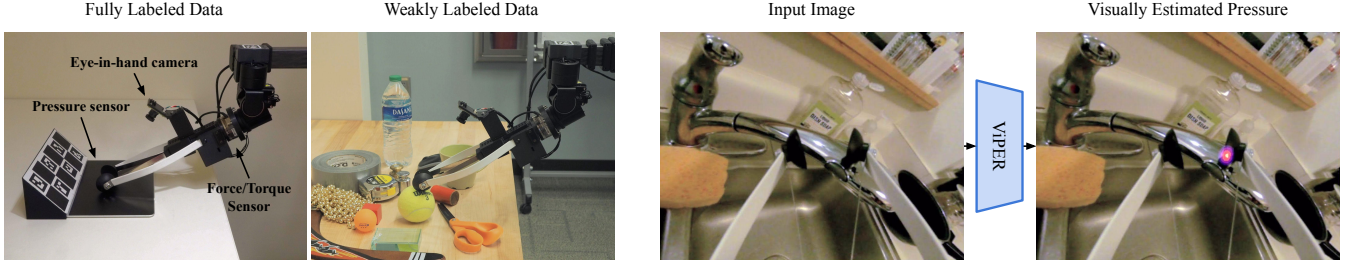 Fully Labeled Data
Weakly Labeled Data
Input Image
Visually Estimated Pressure
Eye-in-hand camera
Pressure sensor
Force/Torque
Sensor
DASANI
ViPER